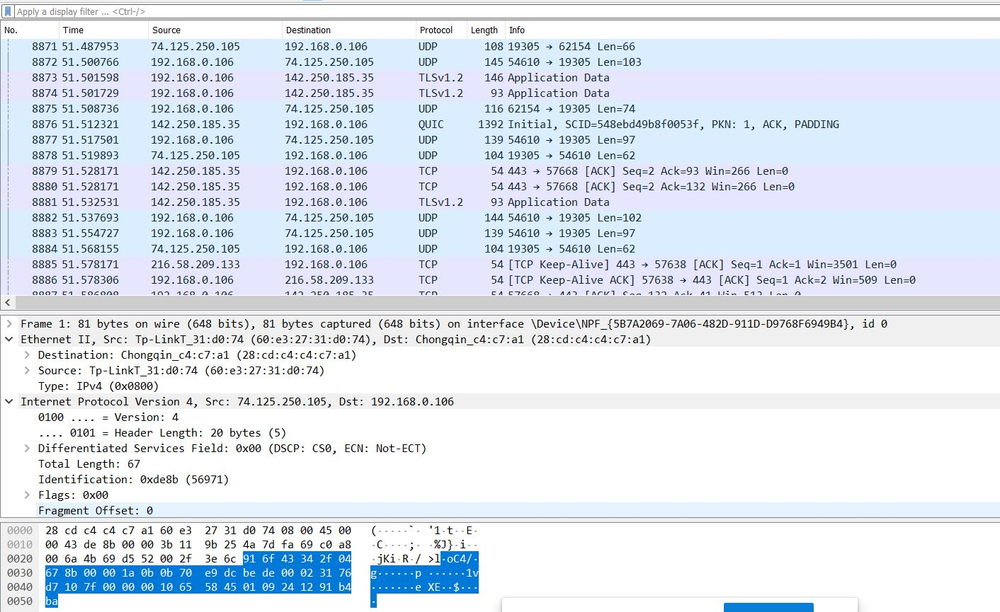 Apply a display filter ... <Ctrl-/>
No. Time Source Destination Protocol Length Info
8871 51.487953 74.125.250.105 192.168.0.106 UDP 108 19305 → 62154 Len=66
8872 51.500766 192.168.0.106 74.125.250.105 UDP 145 54610 → 19305 Len=103
8873 51.501598 192.168.0.106 142.250.185.35 TLSv1.2 146 Application Data
8874 51.501729 192.168.0.106 142.250.185.35 TLSv1.2 93 Application Data
8875 51.508736 192.168.0.106 74.125.250.105 UDP 116 62154 → 19305 Len=74
8876 51.512321 142.250.185.35 192.168.0.106 QUIC 1392 Initial, SCID=548ebd49b8f0053f, PKN: 1, ACK, PADDING
8877 51.517501 192.168.0.106 74.125.250.105 UDP 139 54610 → 19305 Len=97
8878 51.519893 74.125.250.105 192.168.0.106 UDP 104 19305 → 54610 Len=62
8879 51.528171 142.250.185.35 192.168.0.106 TCP 54 443 → 57668 [ACK] Seq=2 Ack=93 Win=266 Len=0
8880 51.528171 142.250.185.35 192.168.0.106 TCP 54 443 → 57668 [ACK] Seq=2 Ack=132 Win=266 Len=0
8881 51.532531 142.250.185.35 192.168.0.106 TLSv1.2 93 Application Data
8882 51.537693 192.168.0.106 74.125.250.105 UDP 144 54610 → 19305 Len=102
8883 51.554727 192.168.0.106 74.125.250.105 UDP 139 54610 → 19305 Len=97
8884 51.568155 74.125.250.105 192.168.0.106 UDP 104 19305 → 54610 Len=62
8885 51.578171 216.58.209.133 192.168.0.106 TCP 54 [TCP Keep-Alive] 443 → 57638 [ACK] Seq=1 Ack=1 Win=3501 Len=0
8886 51.578306 192.168.0.106 216.58.209.133 TCP 54 [TCP Keep-Alive ACK] 57638 → 443 [ACK] Seq=1 Ack=2 Win=509 Len=0
Frame 1: 81 bytes on wire (648 bits), 81 bytes captured (648 bits) on interface \Device\NPF_{5B7A2069-7A06-482D-911D-D9768F6949B4}, id 0
Ethernet II, Src: Tp-LinkT_31:d0:74 (60:e3:27:31:d0:74), Dst: Chongqin_c4:c7:a1 (28:cd:c4:c4:c7:a1)
Destination: Chongqin_c4:c7:a1 (28:cd:c4:c4:c7:a1)
Source: Tp-LinkT_31:d0:74 (60:e3:27:31:d0:74)
Type: IPv4 (0x0800)
Internet Protocol Version 4, Src: 74.125.250.105, Dst: 192.168.0.106
0100 .... = Version: 4
.... 0101 = Header Length: 20 bytes (5)
Differentiated Services Field: 0x00 (DSCP: CS0, ECN: Not-ECT)
Total Length: 67
Identification: 0xde8b (56971)
Flags: 0x00
Fragment Offset: 0
0000 28 cd c4 c4 c7 a1 60 e3 27 31 d0 74 08 00 45 00 (·····`· '1·t··E·
0010 00 43 de 8b 00 00 3b 11 9b 25 4a 7d fa 69 c0 a8 ·C····;· ·%J}·i··
0020 00 6a 4b 69 d5 52 00 2f 3e 6c 91 6f 43 34 2f 04 ·jKi·R·/ >l·oC4/·
0030 67 8b 00 00 1a 0b 0b 70 e9 dc be de 00 02 31 76 g······p ······1v
0040 d7 10 7f 00 00 00 10 65 58 45 01 09 24 12 91 b4 ·······e XE··$···
0050 ba ·